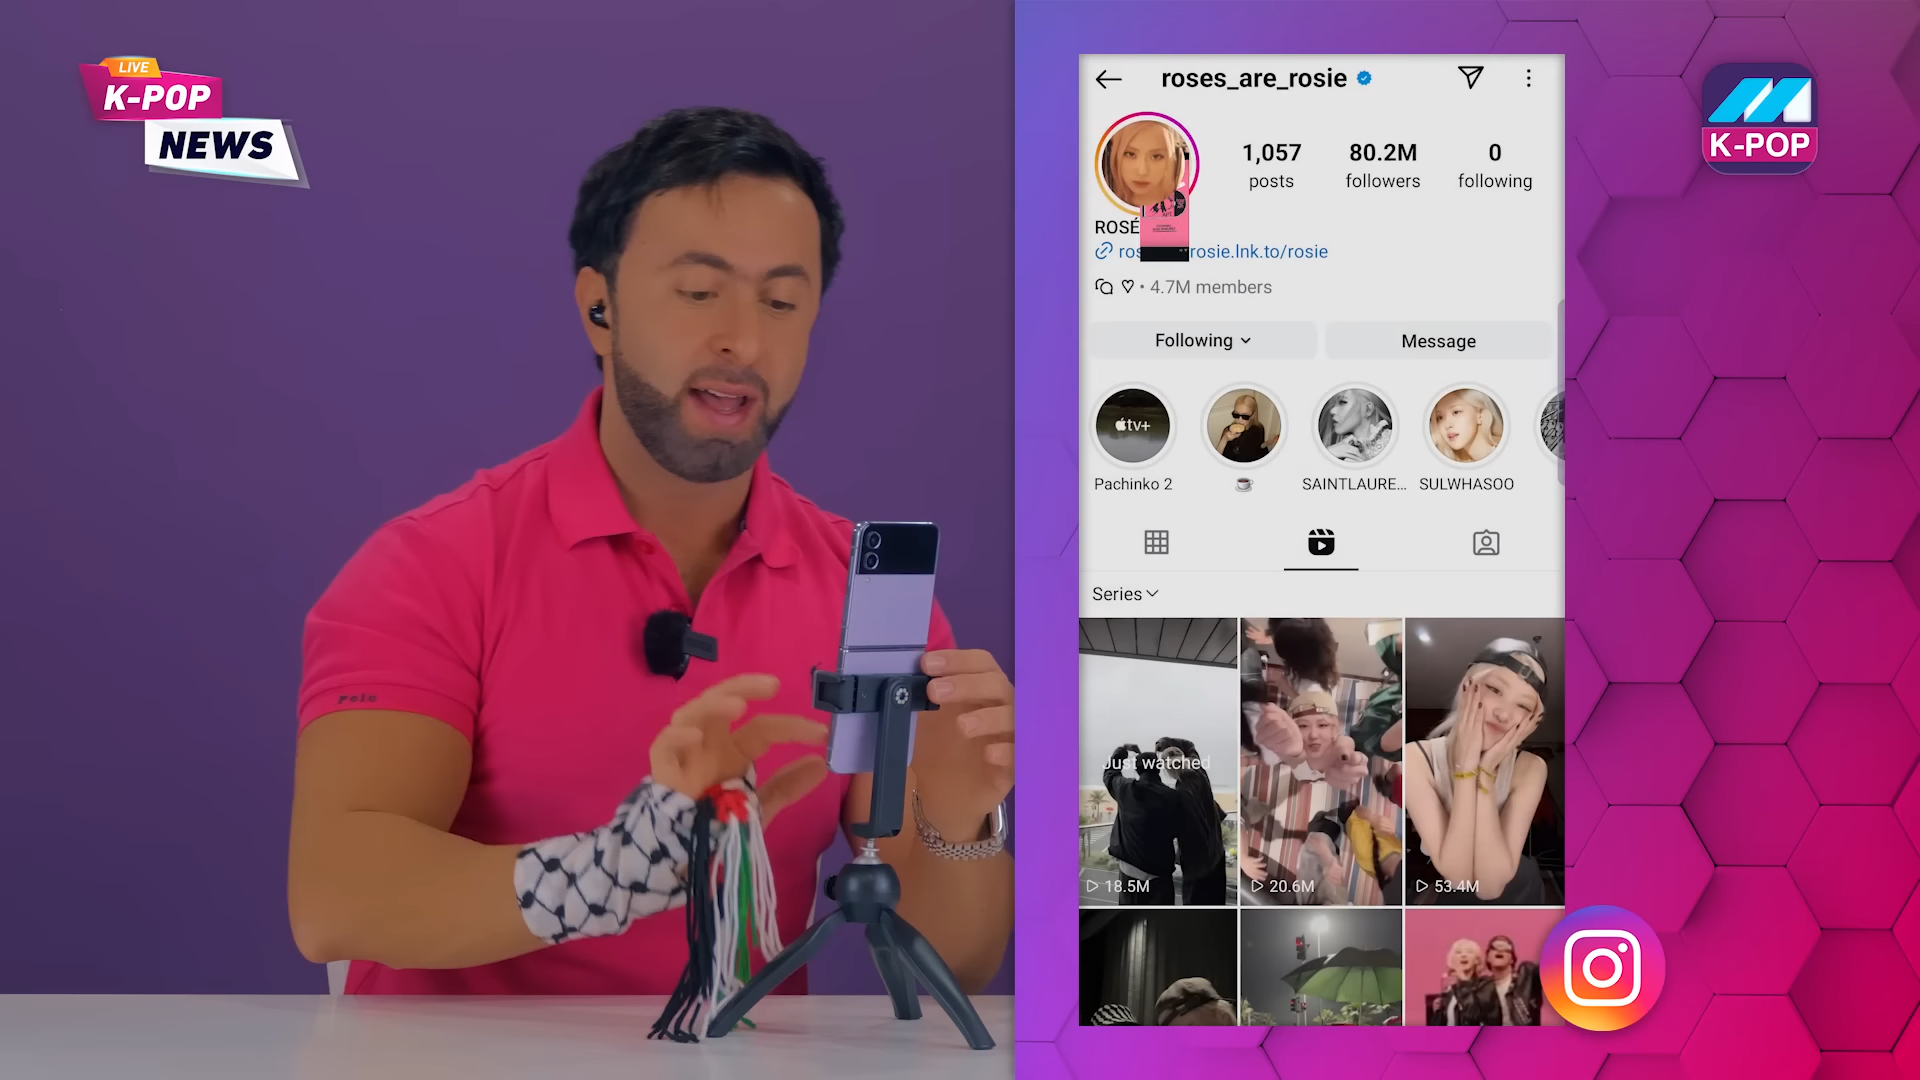 LIVE
K-POP
NEWS
polo
roses_are_rosie
1,057
posts
80.2M
followers
0
following
ROSÉ
rosie.lnk.to/rosie
4.7M members
Following
Message
tv+
Pachinko 2
SAINTLAURE...
SULWHASOO
Series
Just watched
18.5M
20.6M
53.4M
K-POP